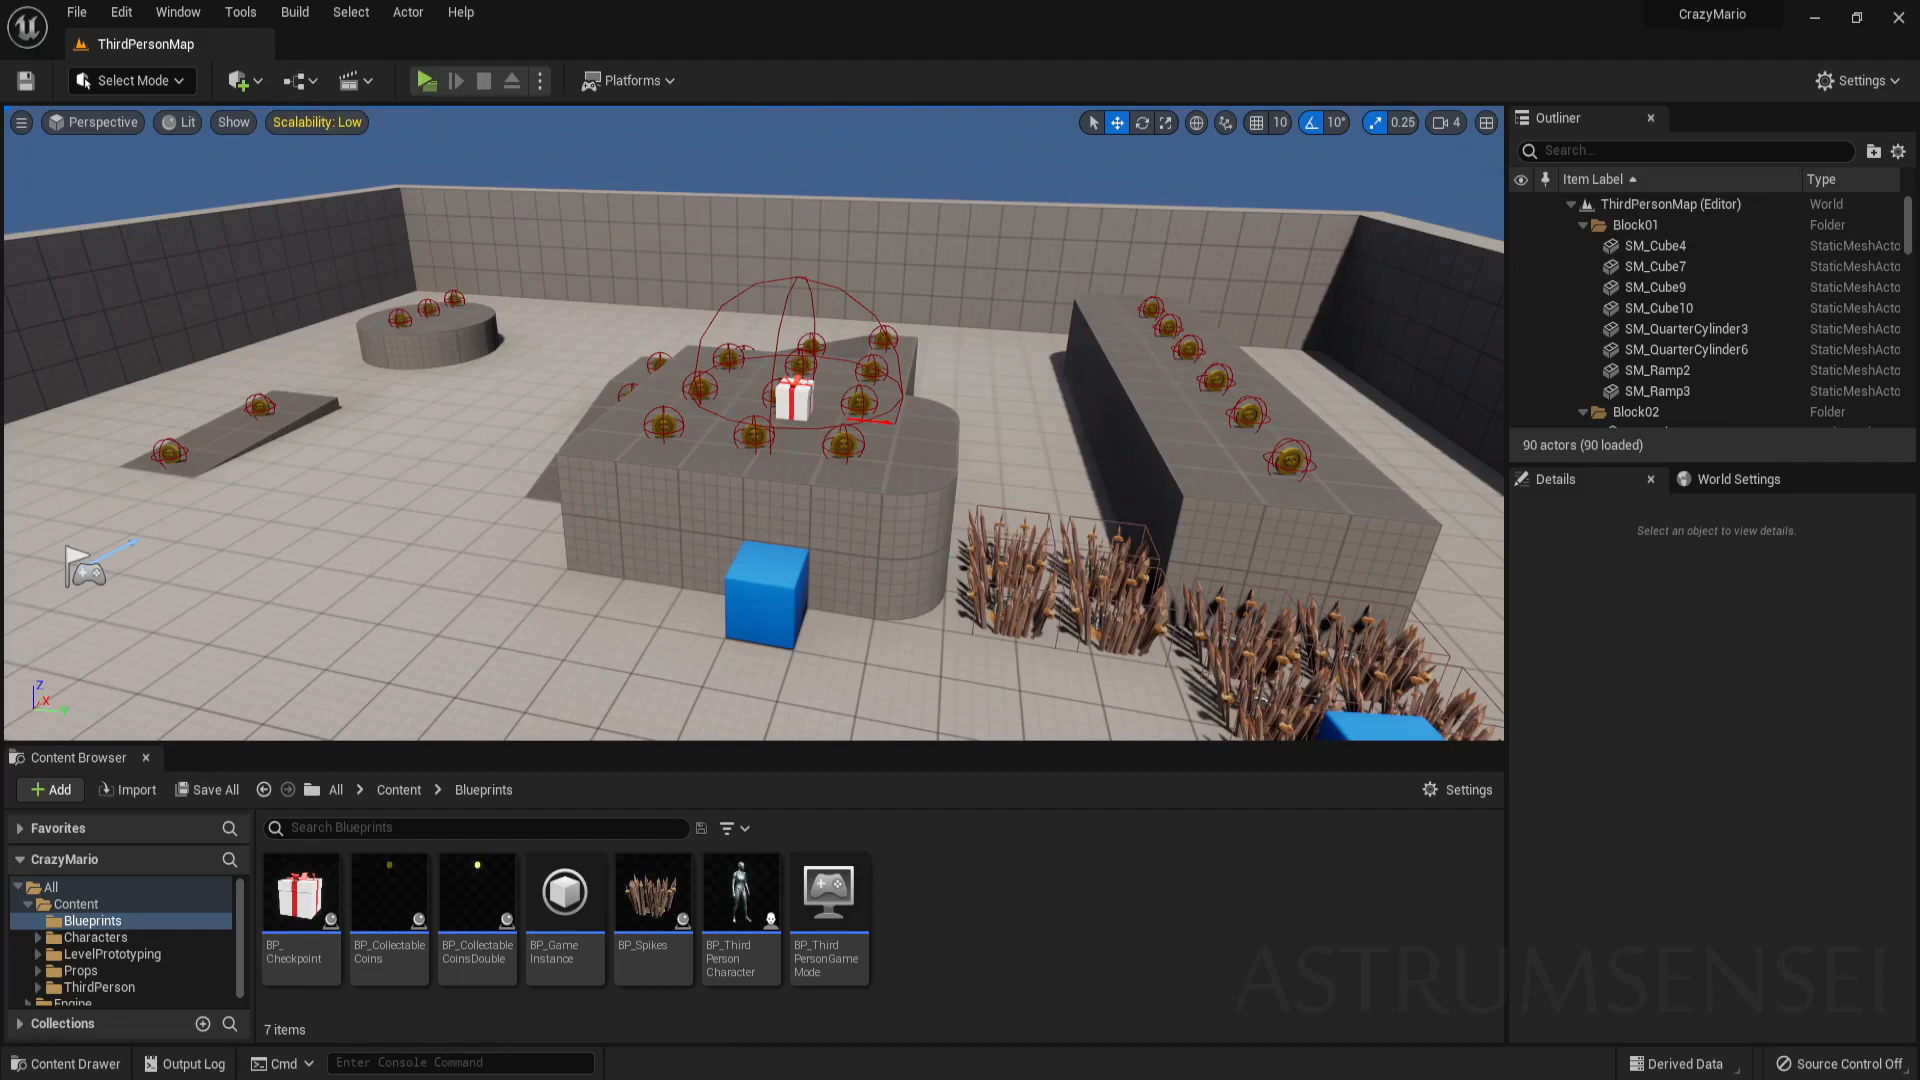 File Edit Window Tools Build Select Actor Help
CrazyMario
ThirdPersonMap
Select Mode
Platforms
Settings
Perspective Lit Show Scalability: Low
10 10° 0.25 4
Outliner
Search...
Item Label Type
ThirdPersonMap (Editor) World
Block01 Folder
SM_Cube4 StaticMeshActo
SM_Cube7 StaticMeshActo
SM_Cube9 StaticMeshActo
SM_Cube10 StaticMeshActo
SM_QuarterCylinder3 StaticMeshActo
SM_QuarterCylinder6 StaticMeshActo
SM_Ramp2 StaticMeshActo
SM_Ramp3 StaticMeshActo
Block02 Folder
90 actors (90 loaded)
Details World Settings
Select an object to view details.
Z
X
Y
Content Browser
Add Import Save All All Content Blueprints Settings
Favorites
Search Blueprints
CrazyMario
All
Content
Blueprints
Characters
LevelPrototyping
Props
ThirdPerson
Engine
Collections
BP_
Checkpoint
BP_Collectable
Coins
BP_Collectable
CoinsDouble
BP_Game
Instance
BP_Spikes
BP_Third
Person
Character
BP_Third
PersonGame
Mode
7 items
ASTRUMSENSEI
Content Drawer Output Log Cmd Enter Console Command Derived Data Source Control Off